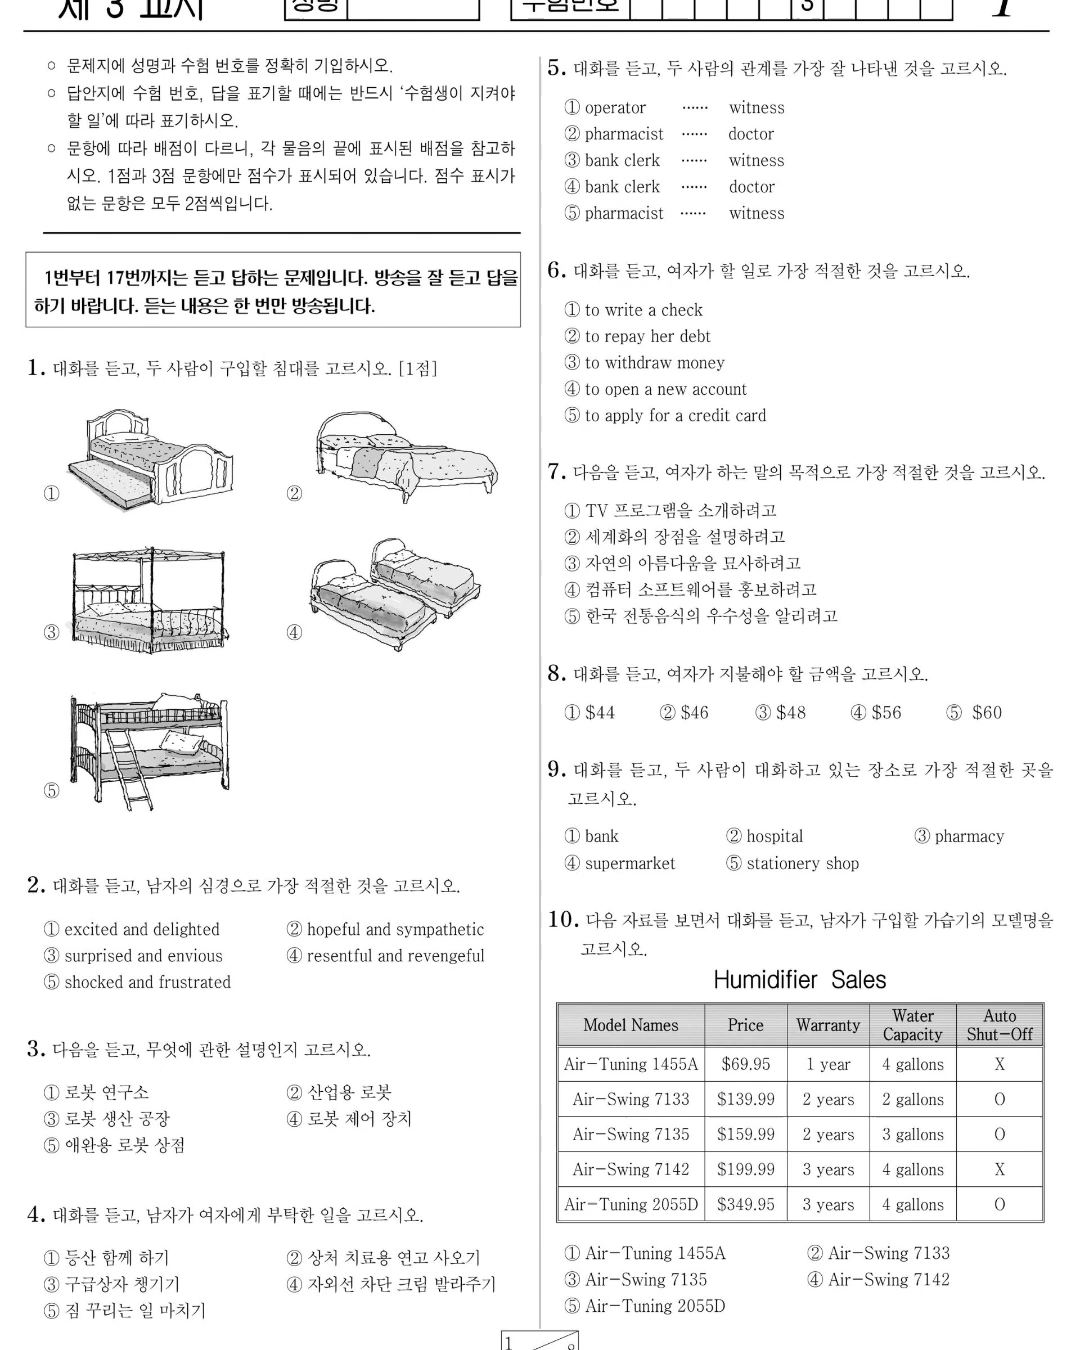 제 3 교시
성명
수험번호
3
1
○ 문제지에 성명과 수험 번호를 정확히 기입하시오.
○ 답안지에 수험 번호, 답을 표기할 때에는 반드시 ‘수험생이 지켜야
할 일’에 따라 표기하시오.
○ 문항에 따라 배점이 다르니, 각 물음의 끝에 표시된 배점을 참고하
시오. 1점과 3점 문항에만 점수가 표시되어 있습니다. 점수 표시가
없는 문항은 모두 2점씩입니다.
1번부터 17번까지는 듣고 답하는 문제입니다. 방송을 잘 듣고 답을
하기 바랍니다. 듣는 내용은 한 번만 방송됩니다.
1. 대화를 듣고, 두 사람이 구입할 침대를 고르시오. [1점]
① ②
③ ④
⑤
2. 대화를 듣고, 남자의 심경으로 가장 적절한 것을 고르시오.
① excited and delighted ② hopeful and sympathetic
③ surprised and envious ④ resentful and revengeful
⑤ shocked and frustrated
3. 다음을 듣고, 무엇에 관한 설명인지 고르시오.
① 로봇 연구소 ② 산업용 로봇
③ 로봇 생산 공장 ④ 로봇 제어 장치
⑤ 애완용 로봇 상점
4. 대화를 듣고, 남자가 여자에게 부탁한 일을 고르시오.
① 등산 함께 하기 ② 상처 치료용 연고 사오기
③ 구급상자 챙기기 ④ 자외선 차단 크림 발라주기
⑤ 짐 꾸리는 일 마치기
5. 대화를 듣고, 두 사람의 관계를 가장 잘 나타낸 것을 고르시오.
① operator ...... witness
② pharmacist ...... doctor
③ bank clerk ...... witness
④ bank clerk ...... doctor
⑤ pharmacist ...... witness
6. 대화를 듣고, 여자가 할 일로 가장 적절한 것을 고르시오.
① to write a check
② to repay her debt
③ to withdraw money
④ to open a new account
⑤ to apply for a credit card
7. 다음을 듣고, 여자가 하는 말의 목적으로 가장 적절한 것을 고르시오.
① TV 프로그램을 소개하려고
② 세계화의 장점을 설명하려고
③ 자연의 아름다움을 묘사하려고
④ 컴퓨터 소프트웨어를 홍보하려고
⑤ 한국 전통음식의 우수성을 알리려고
8. 대화를 듣고, 여자가 지불해야 할 금액을 고르시오.
① $44 ② $46 ③ $48 ④ $56 ⑤ $60
9. 대화를 듣고, 두 사람이 대화하고 있는 장소로 가장 적절한 곳을
고르시오.
① bank ② hospital ③ pharmacy
④ supermarket ⑤ stationery shop
10. 다음 자료를 보면서 대화를 듣고, 남자가 구입할 가습기의 모델명을
고르시오.
Humidifier Sales
Model Names Price Warranty Water Capacity Auto Shut-Off
Air-Tuning 1455A $69.95 1 year 4 gallons X
Air-Swing 7133 $139.99 2 years 2 gallons O
Air-Swing 7135 $159.99 2 years 3 gallons O
Air-Swing 7142 $199.99 3 years 4 gallons X
Air-Tuning 2055D $349.95 3 years 4 gallons O
① Air-Tuning 1455A ② Air-Swing 7133
③ Air-Swing 7135 ④ Air-Swing 7142
⑤ Air-Tuning 2055D
1